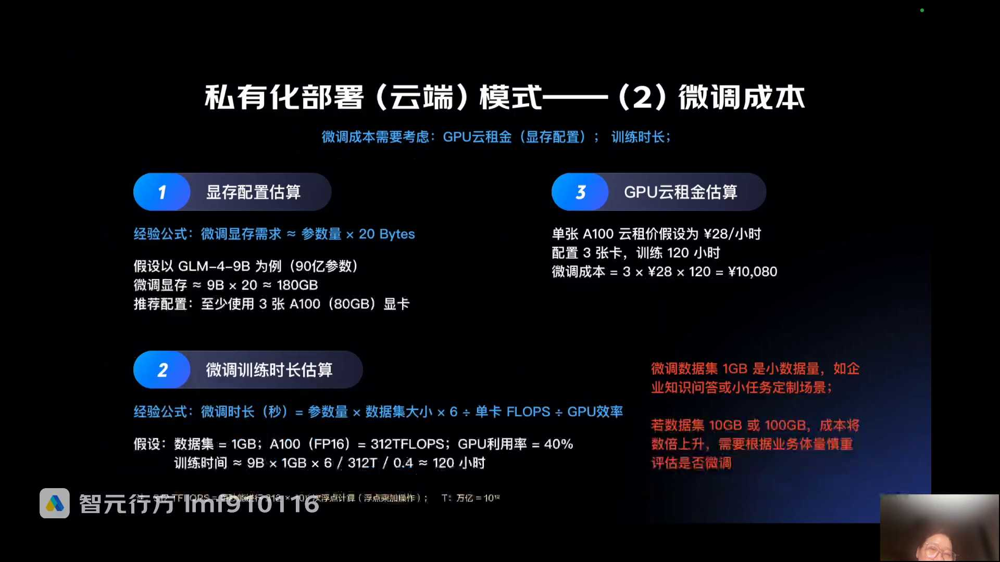 私有化部署（云端）模式——（2）微调成本
微调成本需要考虑：GPU云租金（显存配置）； 训练时长；
1 显存配置估算
经验公式：微调显存需求 ≈ 参数量 × 20 Bytes
假设以 GLM-4-9B 为例（90亿参数）
微调显存 ≈ 9B × 20 ≈ 180GB
推荐配置：至少使用 3 张 A100（80GB）显卡
2 微调训练时长估算
经验公式：微调时长（秒）= 参数量 × 数据集大小 × 6 ÷ 单卡 FLOPS ÷ GPU效率
假设：数据集 = 1GB；A100（FP16）= 312TFLOPS；GPU利用率 = 40%
训练时间 ≈ 9B × 1GB × 6 / 312T / 0.4 ≈ 120 小时
3 GPU云租金估算
单张 A100 云租价假设为 ¥28/小时
配置 3 张卡，训练 120 小时
微调成本 = 3 × ¥28 × 120 = ¥10,080
微调数据集 1GB 是小数据量，如企
业知识问答或小任务定制场景；
若数据集 10GB 或 100GB，成本将
数倍上升，需要根据业务体量慎重
评估是否微调
次浮点计算（浮点乘加操作）； T：万亿 = 10¹²
智元行方 lmf910116